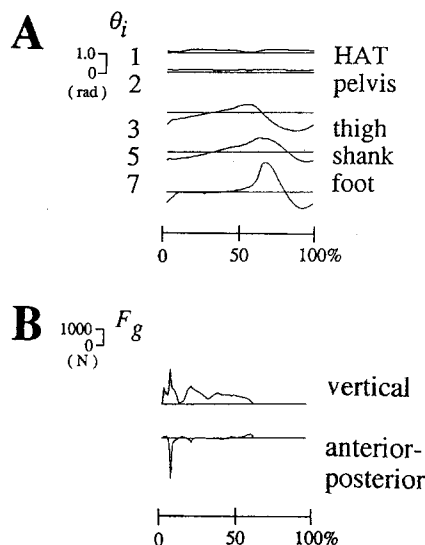 A
θi
1.0
0
(rad)
1 HAT
2 pelvis
3 thigh
5 shank
7 foot
0 50 100%
B
1000
0
(N)
Fg
vertical
anterior-
posterior
0 50 100%